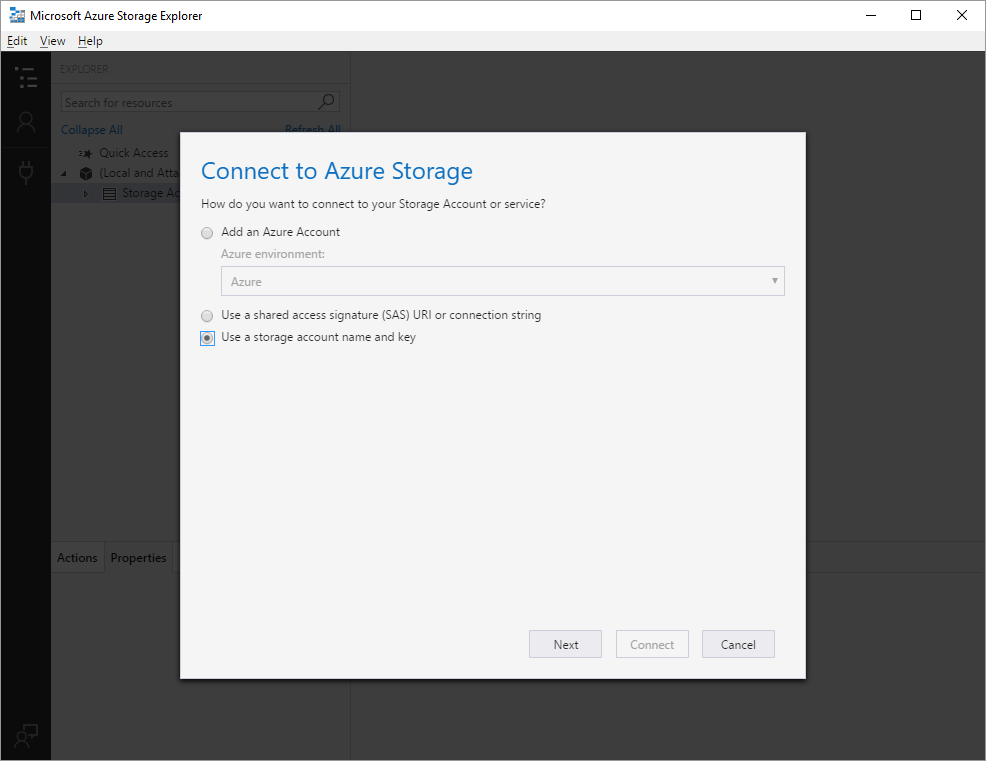 Microsoft Azure Storage Explorer
Edit View Help
EXPLORER
Search for resources
Collapse All Refresh All
Quick Access
(Local and Atta
Storage Ac
Connect to Azure Storage
How do you want to connect to your Storage Account or service?
Add an Azure Account
Azure environment:
Azure
Use a shared access signature (SAS) URI or connection string
Use a storage account name and key
Actions Properties
Next Connect Cancel